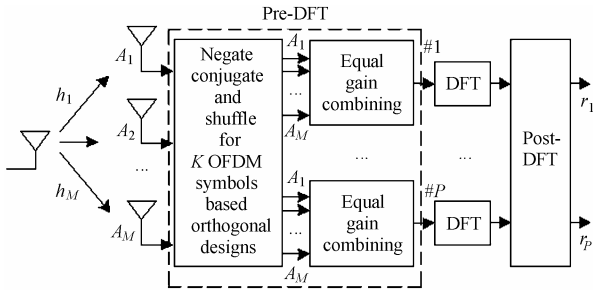 Pre-DFT
A1
h1
A2
...
hM
AM
Negate
conjugate
and
shuffle
for
K OFDM
symbols
based
orthogonal
designs
A1
...
AM
Equal
gain
combining
#1
DFT
...
...
A1
...
AM
Equal
gain
combining
#P
DFT
Post-
DFT
r1
rP